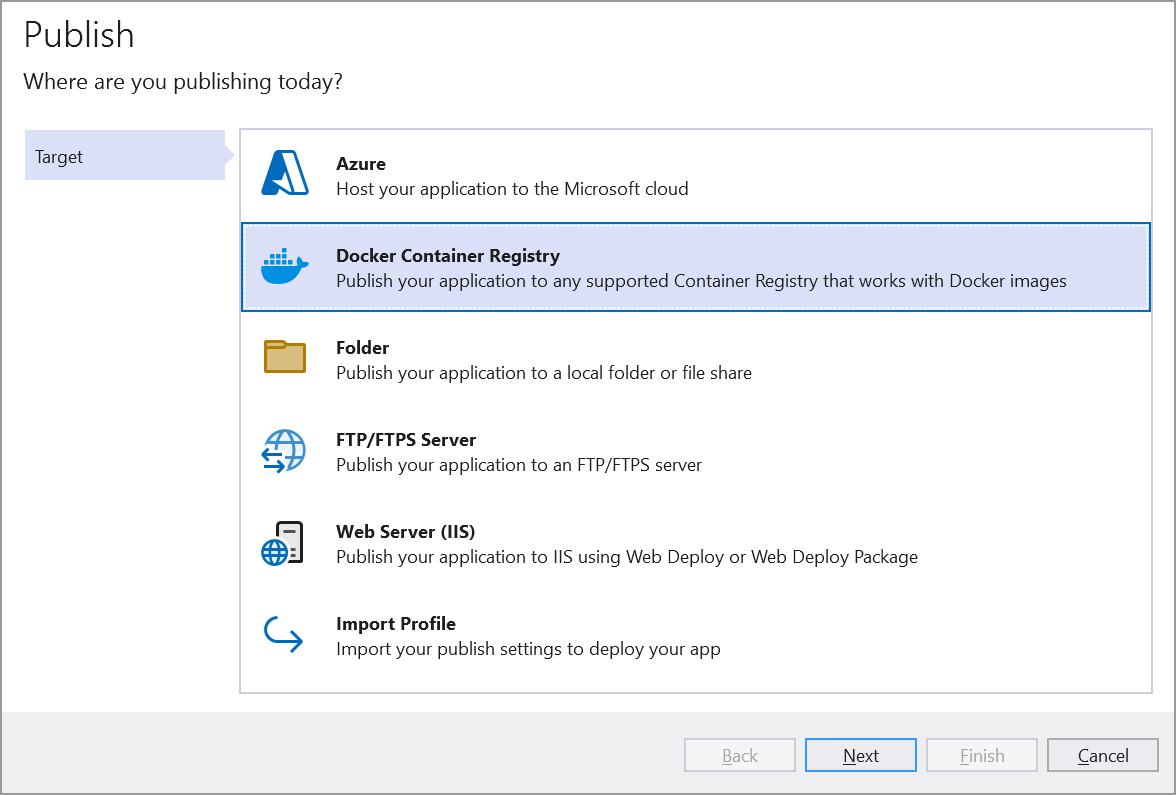 Publish
Where are you publishing today?
Target
Azure
Host your application to the Microsoft cloud
Docker Container Registry
Publish your application to any supported Container Registry that works with Docker images
Folder
Publish your application to a local folder or file share
FTP/FTPS Server
Publish your application to an FTP/FTPS server
Web Server (IIS)
Publish your application to IIS using Web Deploy or Web Deploy Package
Import Profile
Import your publish settings to deploy your app
Back
Next
Finish
Cancel